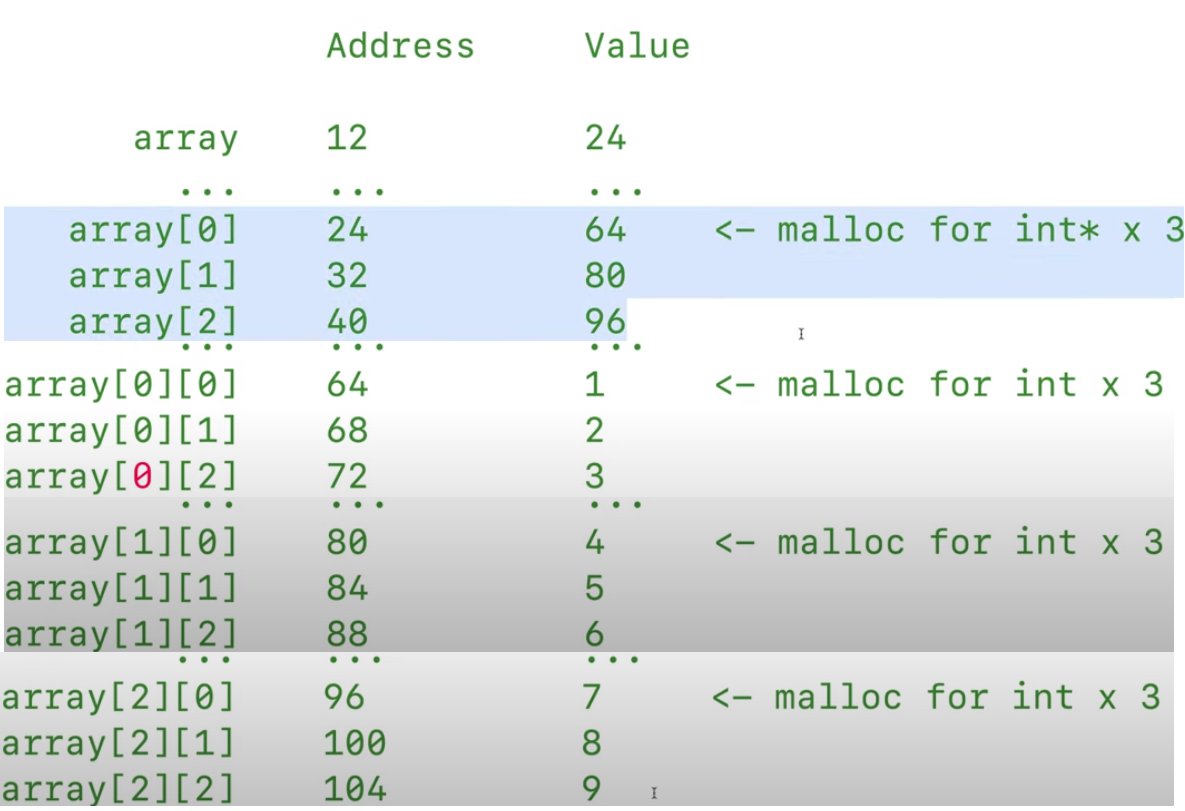 Address Value
array 12 24
... ... ...
array[0] 24 64 <- malloc for int* x 3
array[1] 32 80
array[2] 40 96
... ... ...
array[0][0] 64 1 <- malloc for int x 3
array[0][1] 68 2
array[0][2] 72 3
... ... ...
array[1][0] 80 4 <- malloc for int x 3
array[1][1] 84 5
array[1][2] 88 6
... ... ...
array[2][0] 96 7 <- malloc for int x 3
array[2][1] 100 8
array[2][2] 104 9